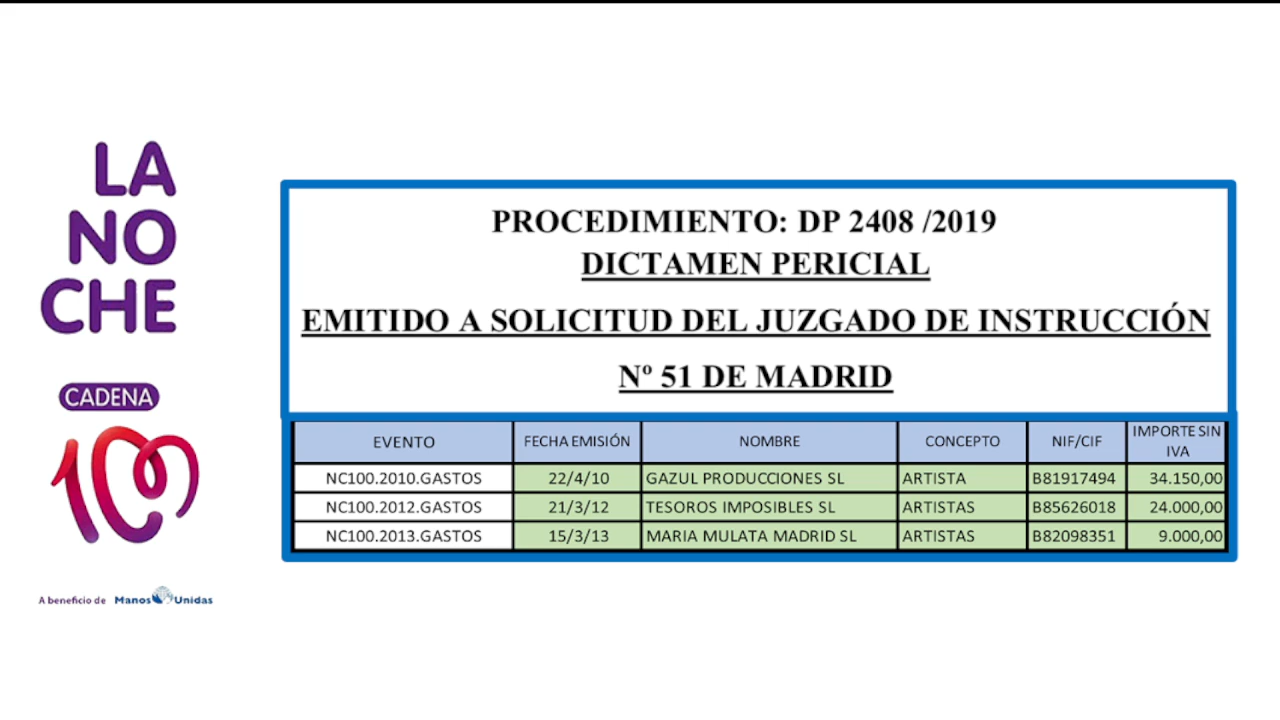 LA
NOCHE
CADENA
100
A beneficio de Manos Unidas
PROCEDIMIENTO: DP 2408 /2019
DICTAMEN PERICIAL
EMITIDO A SOLICITUD DEL JUZGADO DE INSTRUCCIÓN
Nº 51 DE MADRID
EVENTO FECHA EMISIÓN NOMBRE CONCEPTO NIF/CIF IMPORTE SIN IVA
NC100.2010.GASTOS 22/4/10 GAZUL PRODUCCIONES SL ARTISTA B81917494 34.150,00
NC100.2012.GASTOS 21/3/12 TESOROS IMPOSIBLES SL ARTISTAS B85626018 24.000,00
NC100.2013.GASTOS 15/3/13 MARIA MULATA MADRID SL ARTISTAS B82098351 9.000,00